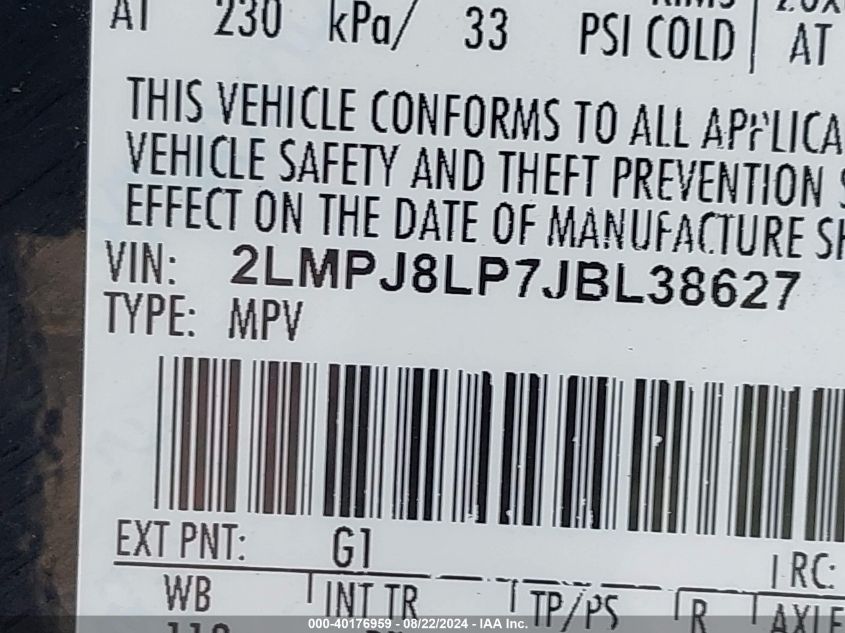 AT 230 kPa/ 33 PSI COLD AT
THIS VEHICLE CONFORMS TO ALL APPLICA
VEHICLE SAFETY AND THEFT PREVENTION
EFFECT ON THE DATE OF MANUFACTURE SH
VIN: 2LMPJ8LP7JBL38627
TYPE: MPV
EXT PNT: G1 RC:
WB INT TR TP/PS R AXLE
000-40176959 - 08/22/2024 - IAA Inc.